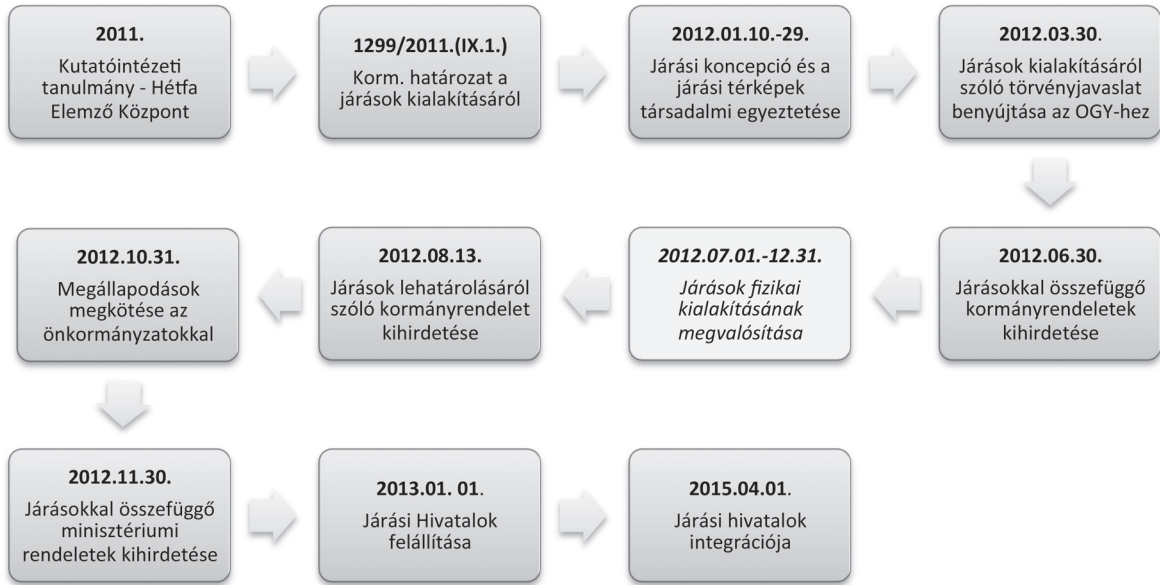 2011.
Kutatóintézeti
tanulmány - Hétfa
Elemző Központ
1299/2011.(IX.1.)
Korm. határozat a
járások kialakításáról
2012.01.10.-29.
Járási koncepció és a
járási térképek
társadalmi egyeztetése
2012.03.30.
Járások kialakításáról
szóló törvényjavaslat
benyújtása az OGY-hez
2012.06.30.
Járásokkal összefüggő
kormányrendeletek
kihirdetése
2012.07.01.-12.31.
Járások fizikai
kialakításának
megvalósítása
2012.08.13.
Járások lehatárolásáról
szóló kormányrendelet
kihirdetése
2012.10.31.
Megállapodások
megkötése az
önkormányzatokkal
2012.11.30.
Járásokkal összefüggő
minisztériumi
rendeletek kihirdetése
2013.01. 01.
Járási Hivatalok
felállítása
2015.04.01.
Járási hivatalok
integrációja